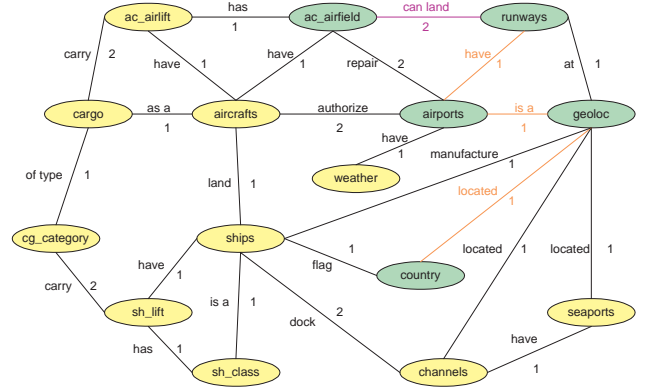 has
can land
ac_airlift
ac_airfield
runways
1
2
carry
2
have
1
have
1
repair
2
have
1
at
1
cargo
as a
aircrafts
authorize
airports
is a
geoloc
1
2
1
have
1
manufacture
1
of type
1
land
1
weather
located
1
cg_category
ships
have
1
1
flag
located
1
located
1
country
carry
2
is a
1
dock
2
sh_lift
seaports
has
1
have
1
sh_class
channels